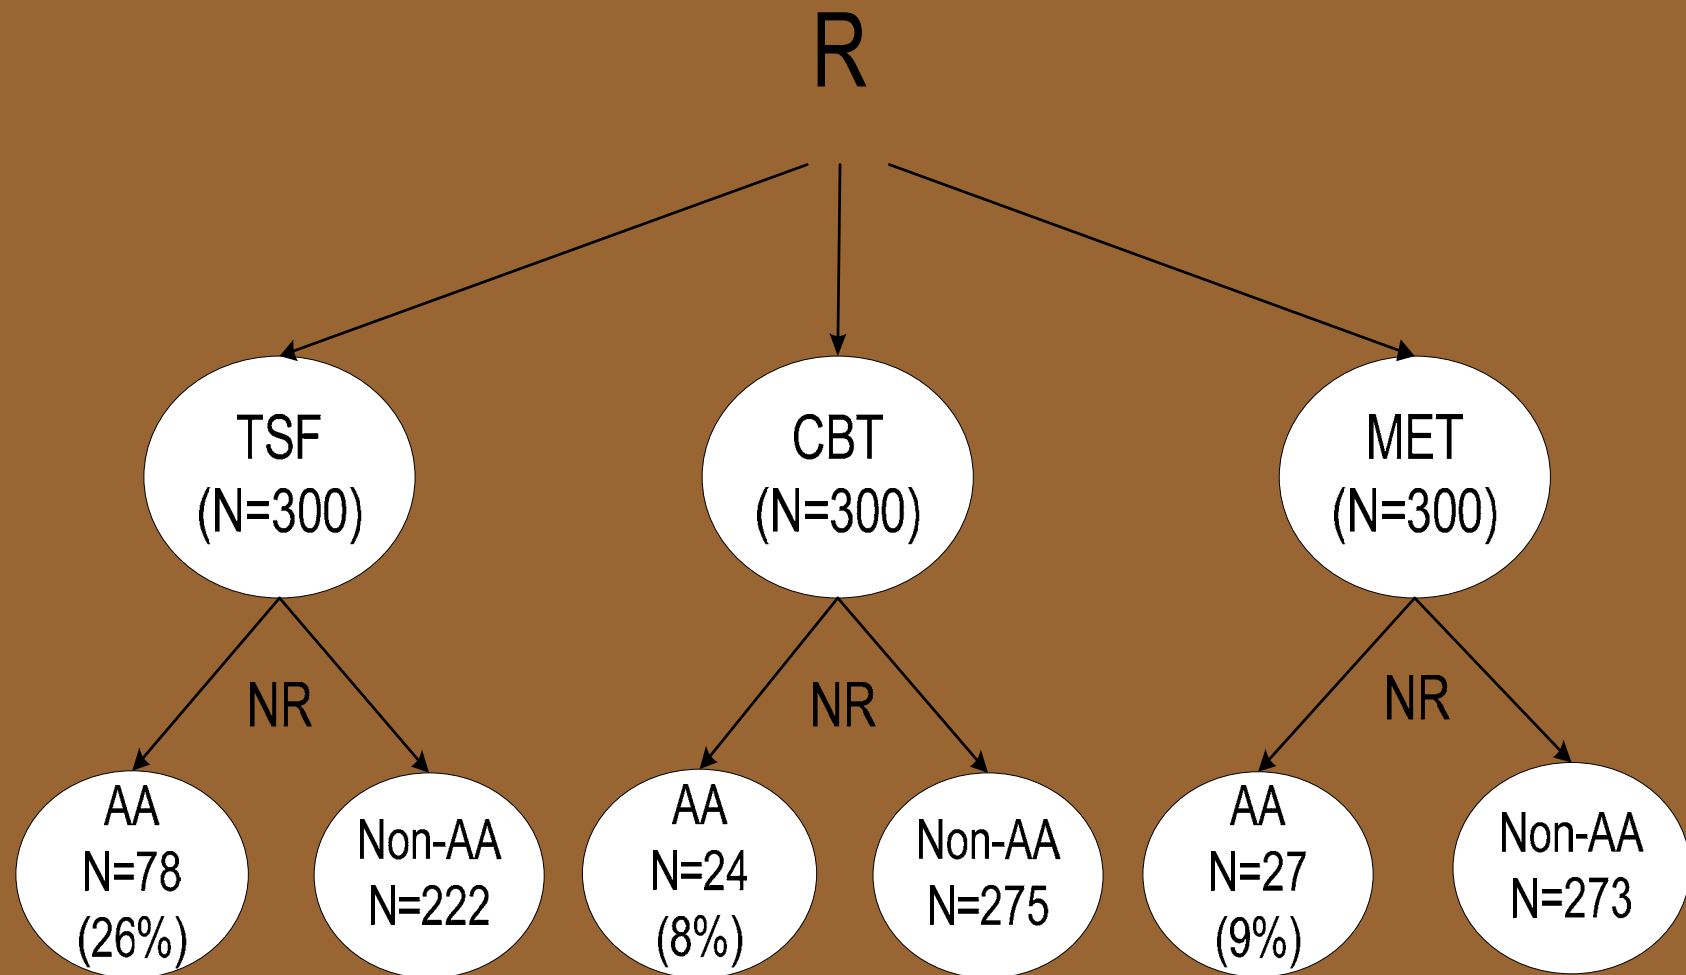 R
TSF
(N=300)
CBT
(N=300)
MET
(N=300)
NR
NR
NR
AA
N=78
(26%)
Non-AA
N=222
AA
N=24
(8%)
Non-AA
N=275
AA
N=27
(9%)
Non-AA
N=273